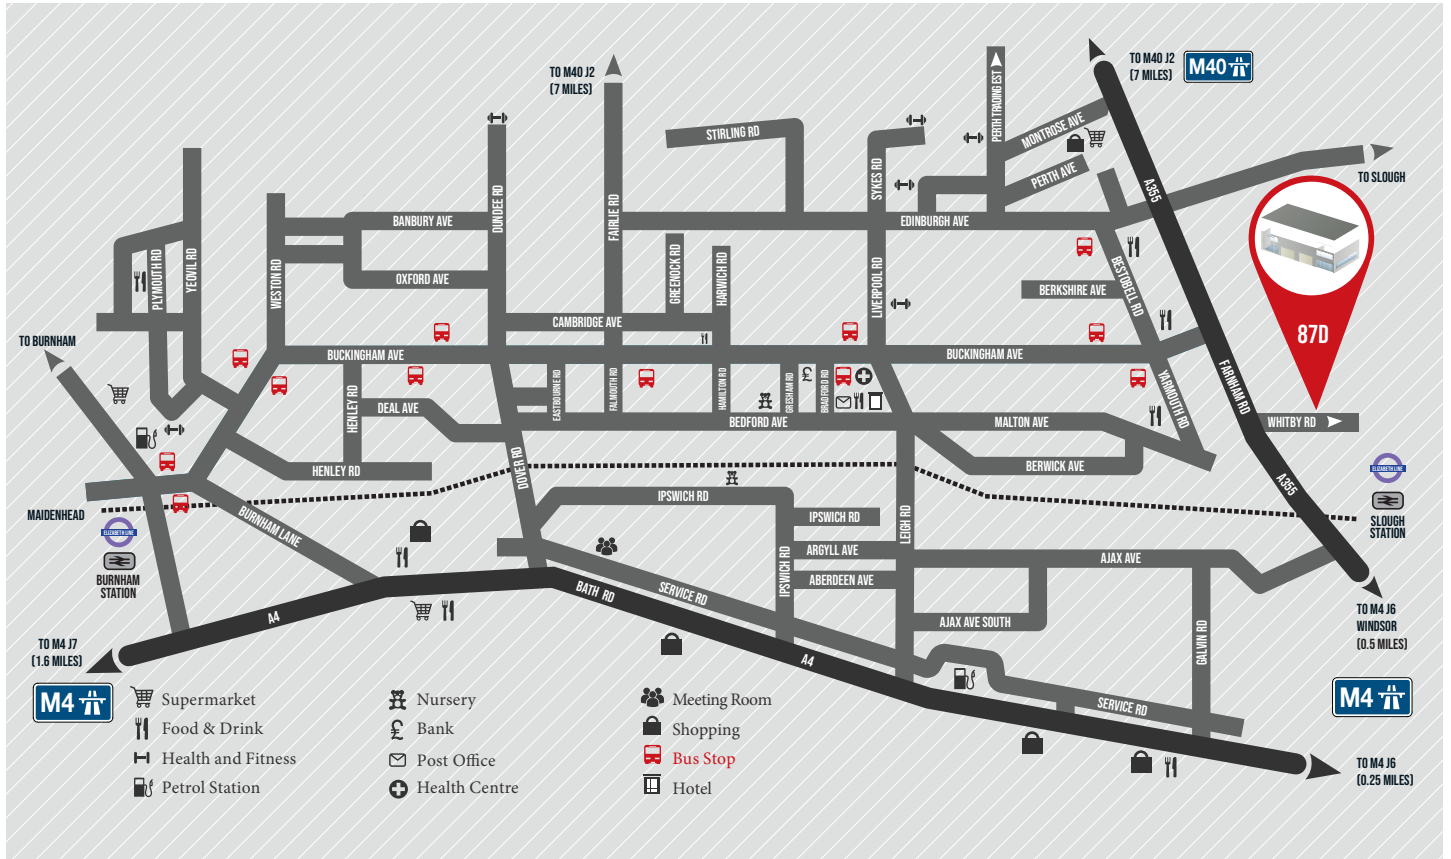 TO M40 J2
(7 MILES)
TO M40 J2
(7 MILES)
M40
PERTH TRADING EST
MONTROSE AVE
STIRLING RD
SYKES RD
PERTH AVE
A355
TO SLOUGH
DUNDEE RD
FAIRLIE RD
BANBURY AVE
EDINBURGH AVE
PLYMOUTH RD
YEOVIL RD
WESTON RD
OXFORD AVE
GREENOCK RD
HARWICH RD
LIVERPOOL RD
BERKSHIRE AVE
BESTOBELL RD
CAMBRIDGE AVE
TO BURNHAM
BUCKINGHAM AVE
BUCKINGHAM AVE
87D
FARNHAM RD
HENLEY RD
DEAL AVE
EASTBOURNE RD
FALMOUTH RD
HAMILTON RD
GRESHAM RD
BRADFORD RD
YARMOUTH RD
BEDFORD AVE
MALTON AVE
WHITBY RD
HENLEY RD
DOVER RD
BERWICK AVE
A355
ELIZABETH LINE
SLOUGH
STATION
MAIDENHEAD
ELIZABETH LINE
BURNHAM
STATION
BURNHAM LANE
IPSWICH RD
IPSWICH RD
LEIGH RD
ARGYLL AVE
AJAX AVE
IPSWICH RD
ABERDEEN AVE
BATH RD
SERVICE RD
AJAX AVE SOUTH
GALVIN RD
TO M4 J6
WINDSOR
(0.5 MILES)
A4
A4
TO M4 J7
(1.6 MILES)
M4
SERVICE RD
M4
TO M4 J6
(0.25 MILES)
Supermarket
Food & Drink
Health and Fitness
Petrol Station
Nursery
Bank
Post Office
Health Centre
Meeting Room
Shopping
Bus Stop
Hotel